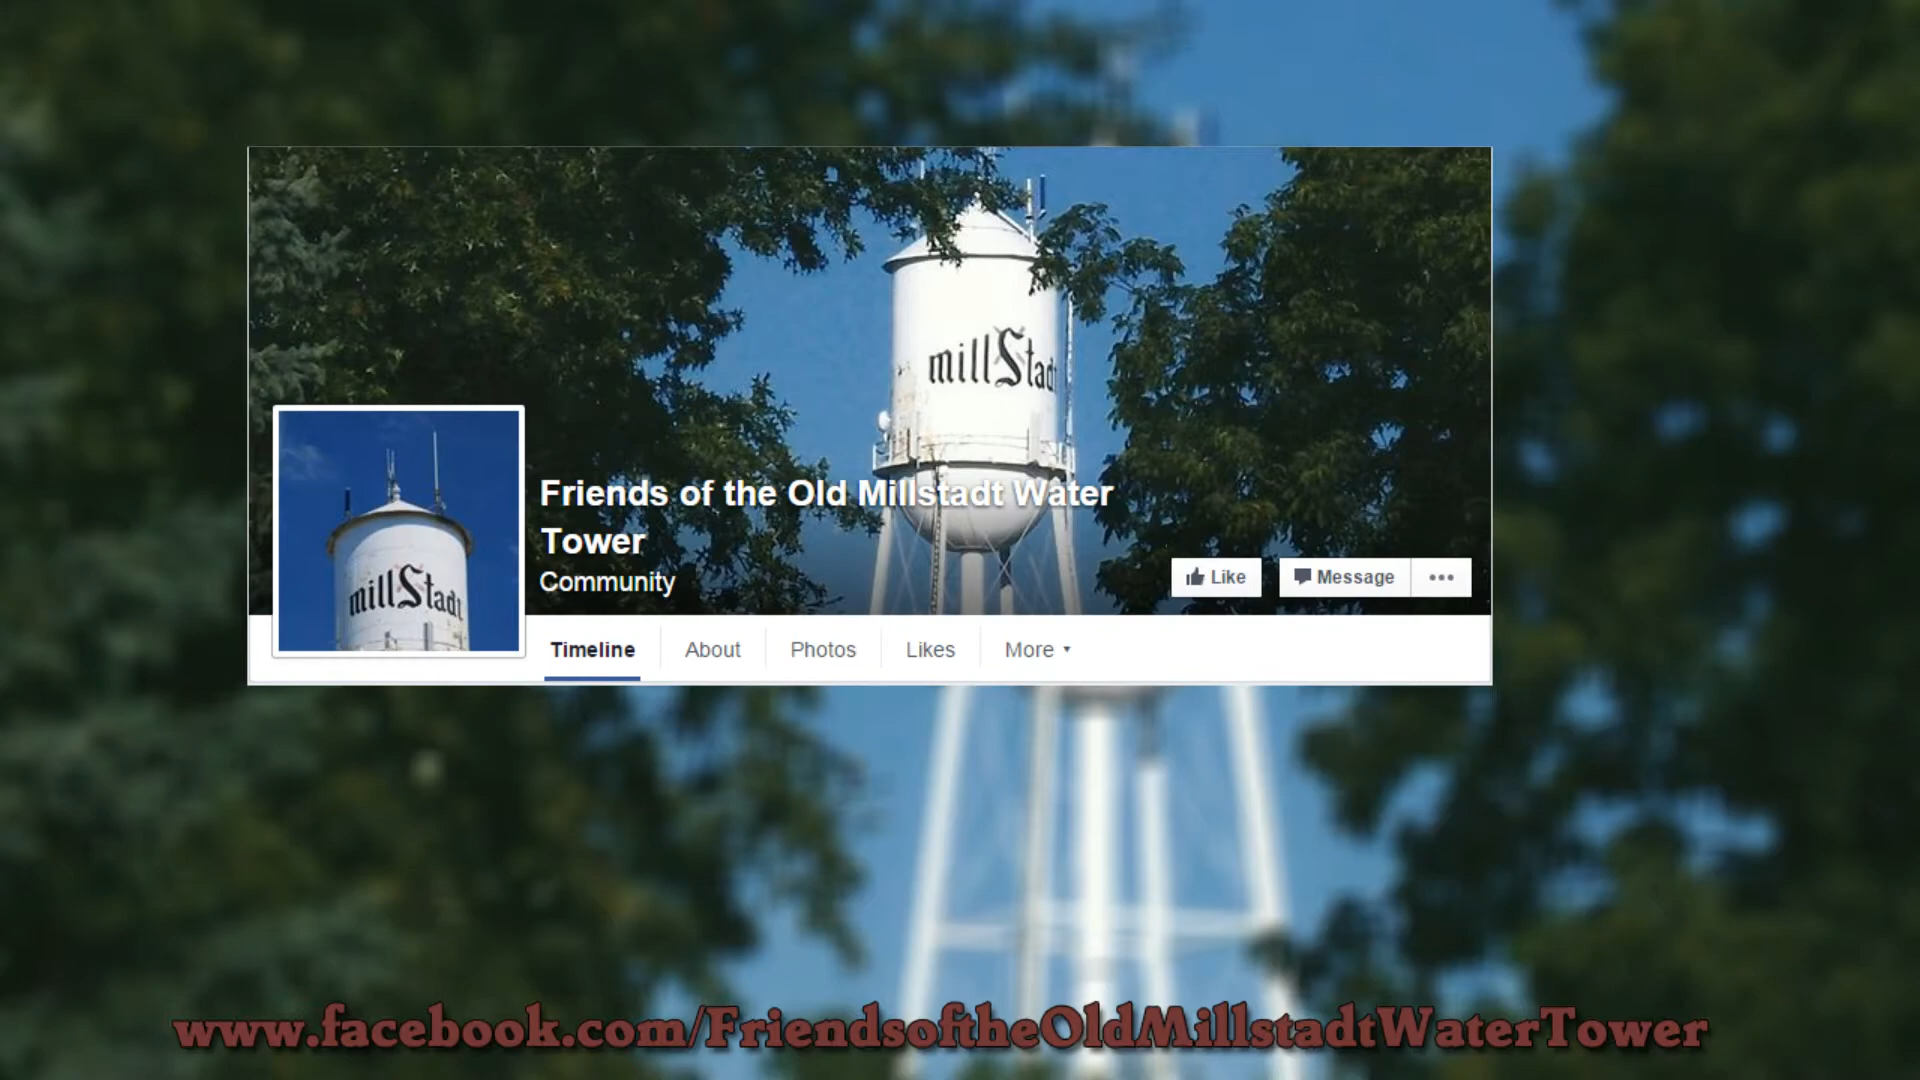 millStadt
Friends of the Old Millstadt Water
Tower
Community
Like
Message
millStadt
Timeline
About
Photos
Likes
More
www.facebook.com/FriendsoftheOldMillstadtWaterTower